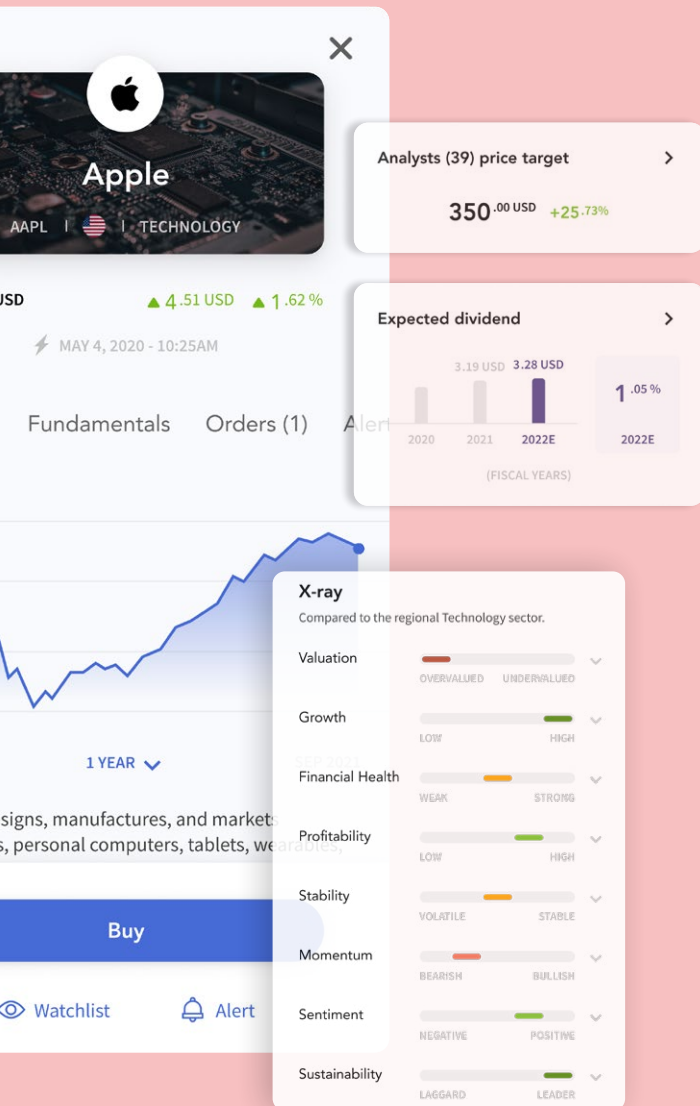 Apple
AAPL | | TECHNOLOGY
USD 4.51 USD 1.62 %
MAY 4, 2020 - 10:25AM
Fundamentals Orders (1) Alert
1 YEAR
SEP 2021
signs, manufactures, and markets
s, personal computers, tablets, wearables,
Buy
Watchlist Alert
Analysts (39) price target
350.00 USD +25.73%
Expected dividend
3.19 USD 3.28 USD
1.05 %
2020 2021 2022E 2022E
(FISCAL YEARS)
X-ray
Compared to the regional Technology sector.
Valuation
OVERVALUED UNDERVALUED
Growth
LOW HIGH
Financial Health
WEAK STRONG
Profitability
LOW HIGH
Stability
VOLATILE STABLE
Momentum
BEARISH BULLISH
Sentiment
NEGATIVE POSITIVE
Sustainability
LAGGARD LEADER